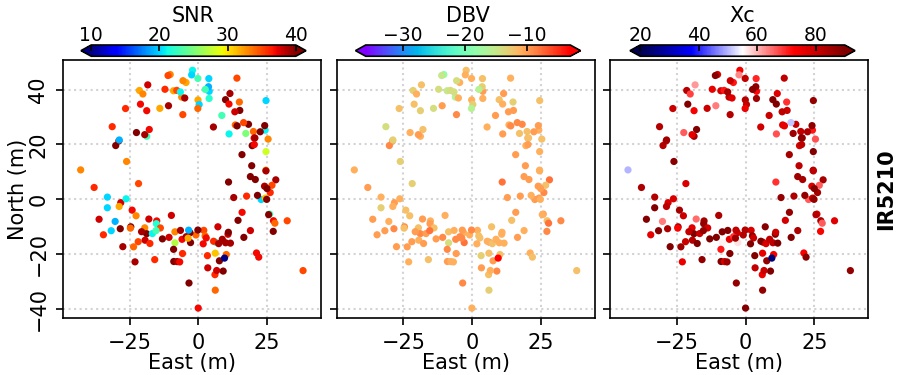 SNR DBV Xc
10 20 30 40 −30 −20 −10 20 40 60 80
North (m)
40
20
0
−20
−40
−25 0 25 −25 0 25 −25 0 25
East (m) East (m) East (m)
IR5210